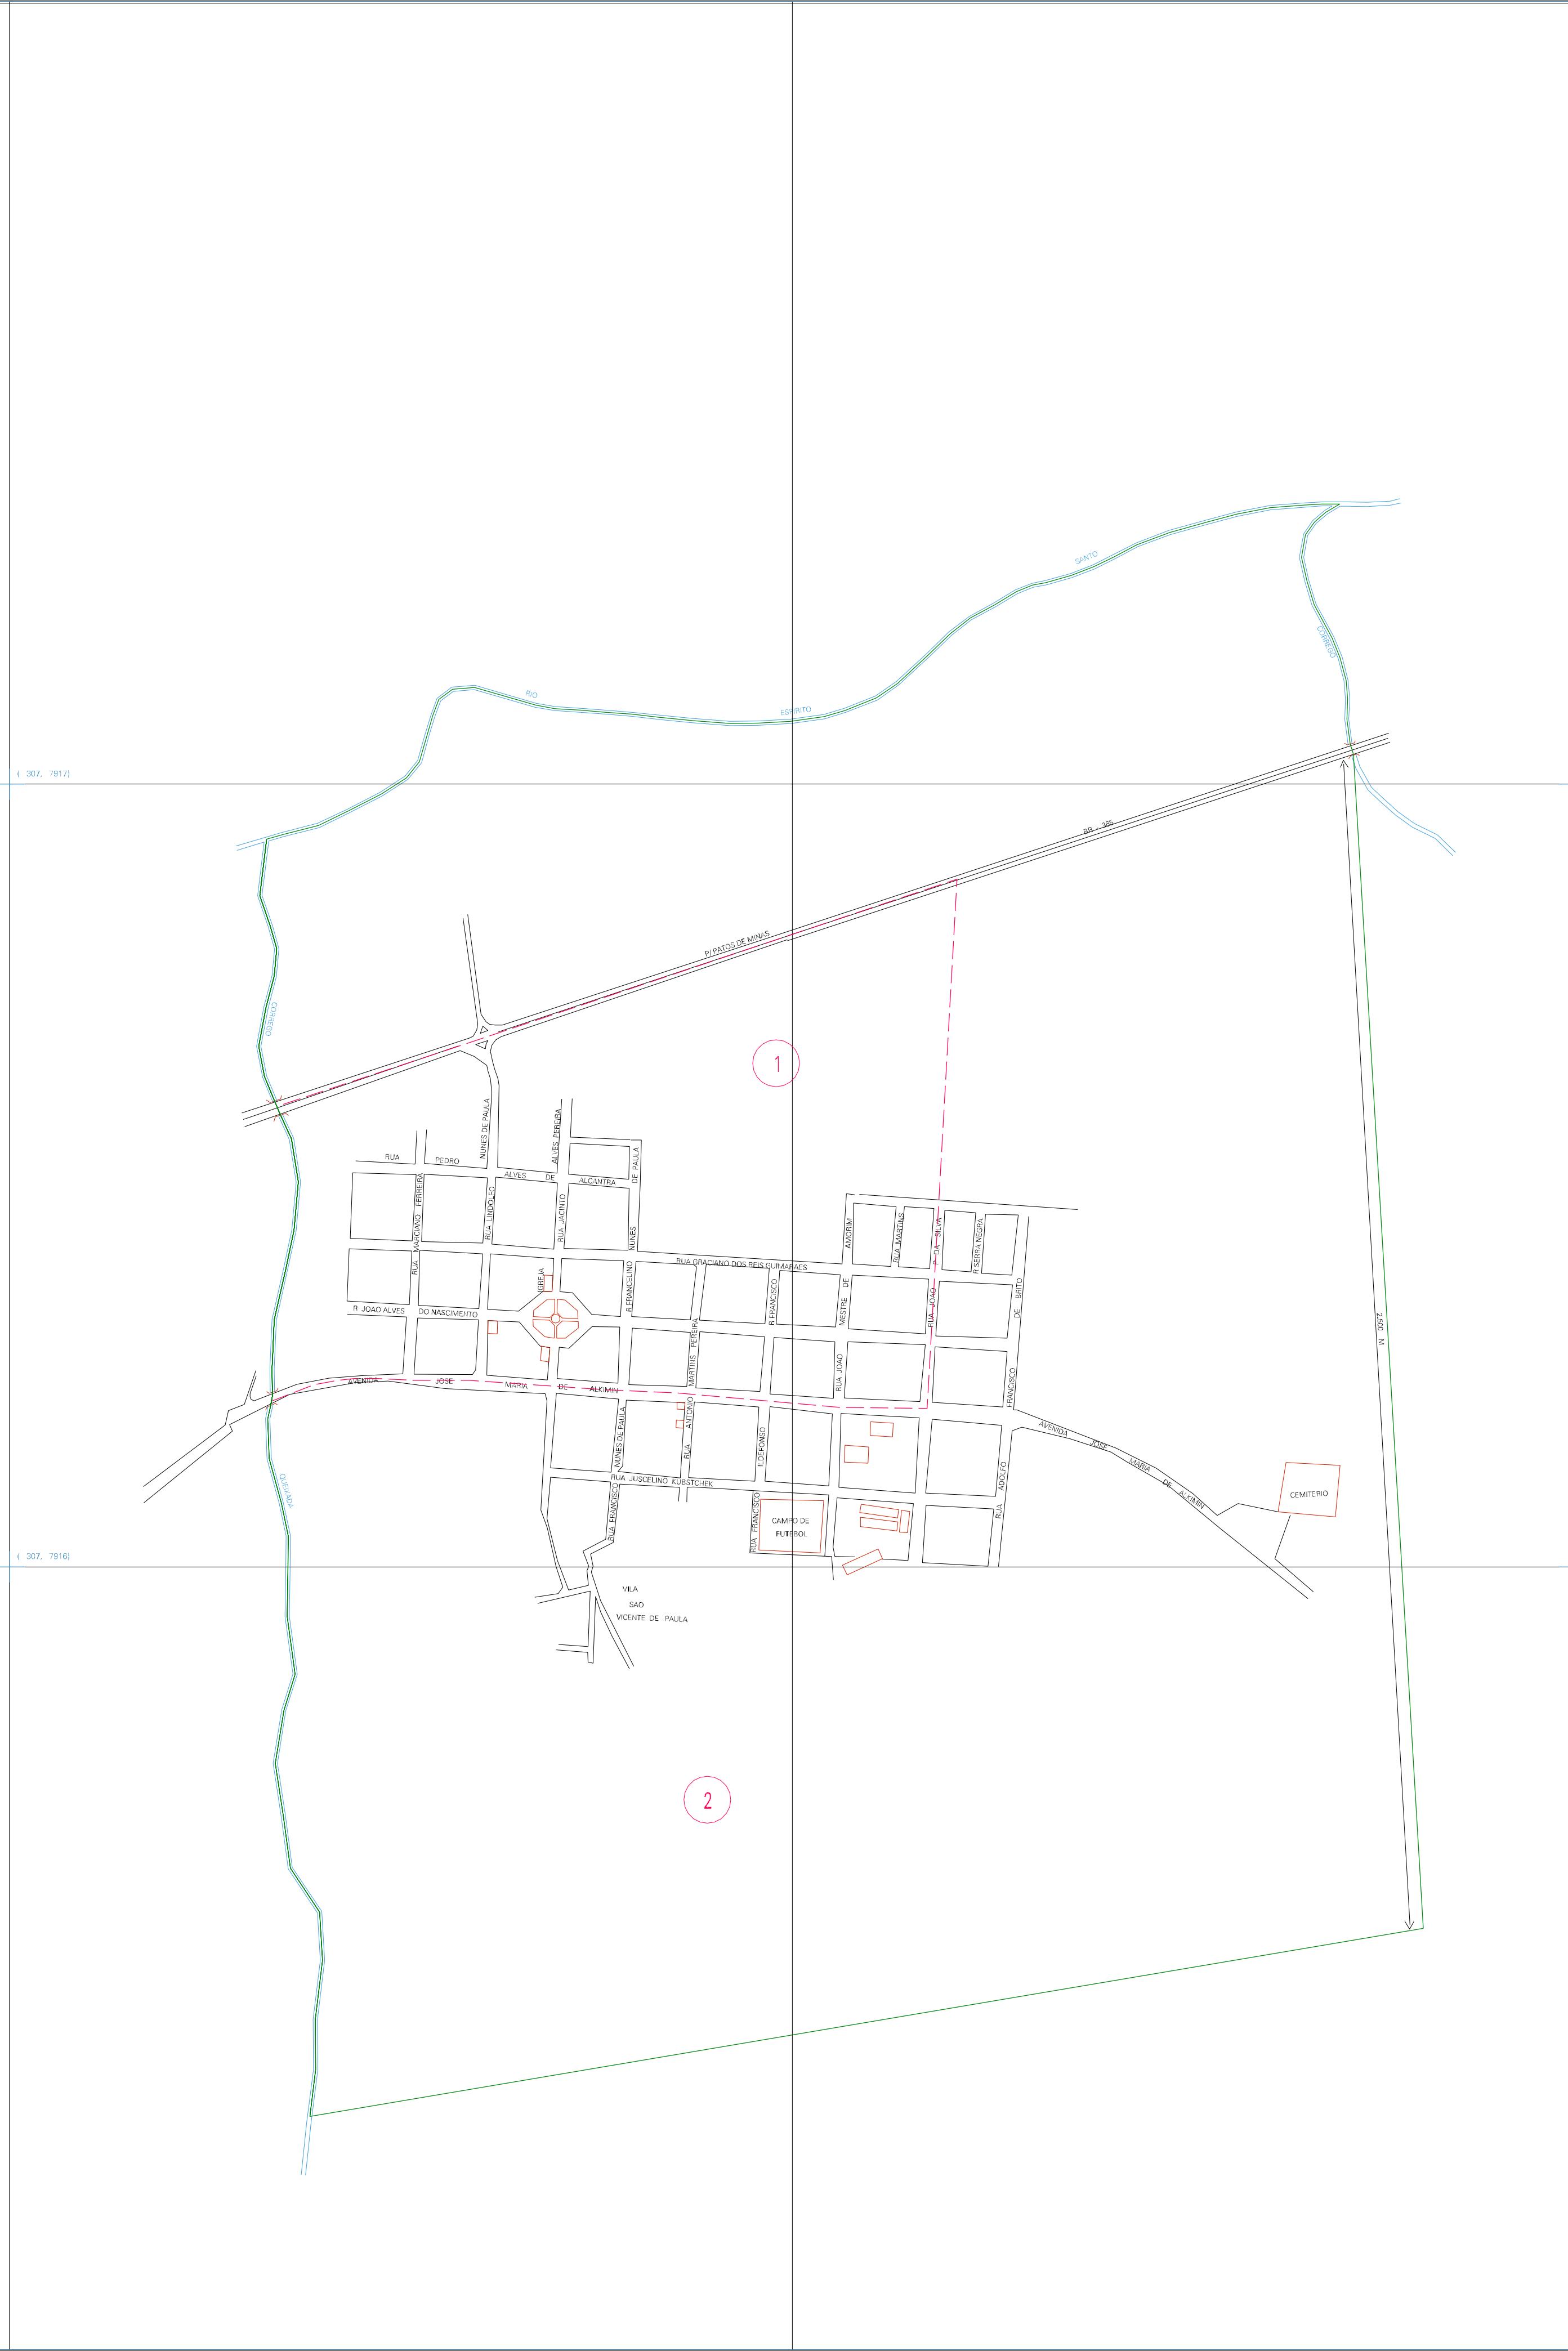 SANTO
CORREGO
RIO
ESPIRITO
( 307, 7917)
BR - 365
P/ PATOS DE MINAS
CORREGO
1
NUNES DE PAULA
ALVES PEREIRA
DE PAULA
RUA PEDRO ALVES DE ALCANTRA
RUA MARCIANO FERREIRA
RUA LINDOLFO
RUA JACINTO
NUNES
AMORIM
RUA MARTINS
P. DA SILVA
R SERRA NEGRA
RUA GRACIANO DOS REIS GUIMARAES
IGREJA
R FRANCELINO
R FRANCISCO
MESTRE DE
RUA JOAO
DE BRITO
R JOAO ALVES DO NASCIMENTO
MARTINS PEREIRA
2.500 M
RUA JOAO
FRANCISCO
AVENIDA JOSE MARIA DE ALKIMIN
NUNES DE PAULA
RUA ANTONIO
ILDEFONSO
AVENIDA JOSE MARIA DE ALKIMIN
RUA JUSCELINO KUBSTCHEK
RUA ADOLFO
QUEIMADA
CEMITERIO
RUA FRANCISCO
RUA FRANCISCO
CAMPO DE
FUTEBOL
( 307, 7916)
VILA
SAO
VICENTE DE PAULA
2